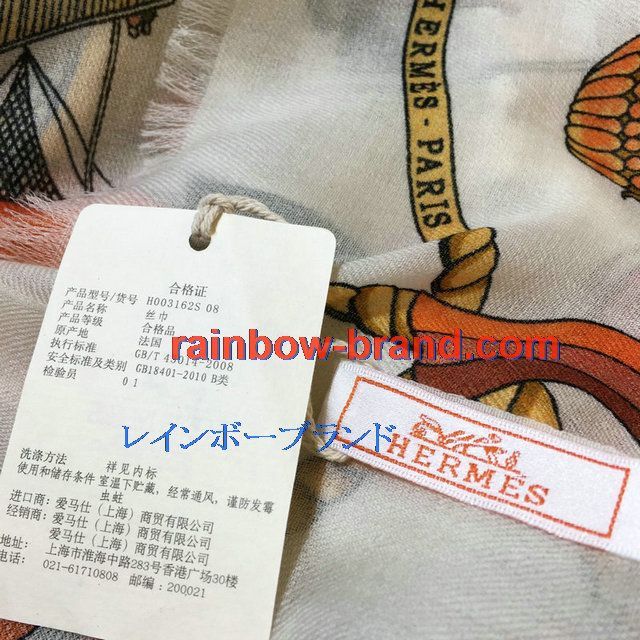 HERMES - PARIS
合格证
产品型号/货号 H003162S 08
产品名称 丝巾
产品等级 合格品
原产地 法国
执行标准 GB/T 43014-2008
安全标准及类别 GB18401-2010 B类
检验员 01
rainbow-brand.com
レインボーブランド
HERMES
洗涤方法 祥见内标
使用和储存条件 室温下贮藏,经常通风,谨防发霉
虫蛀
进口商: 爱马仕(上海)商贸有限公司
经销商: 爱马仕(上海)商贸有限公司
爱马仕(上海)商贸有限公司
上海市淮海中路283号香港广场30楼
电话: 021-61710808 邮编: 200021